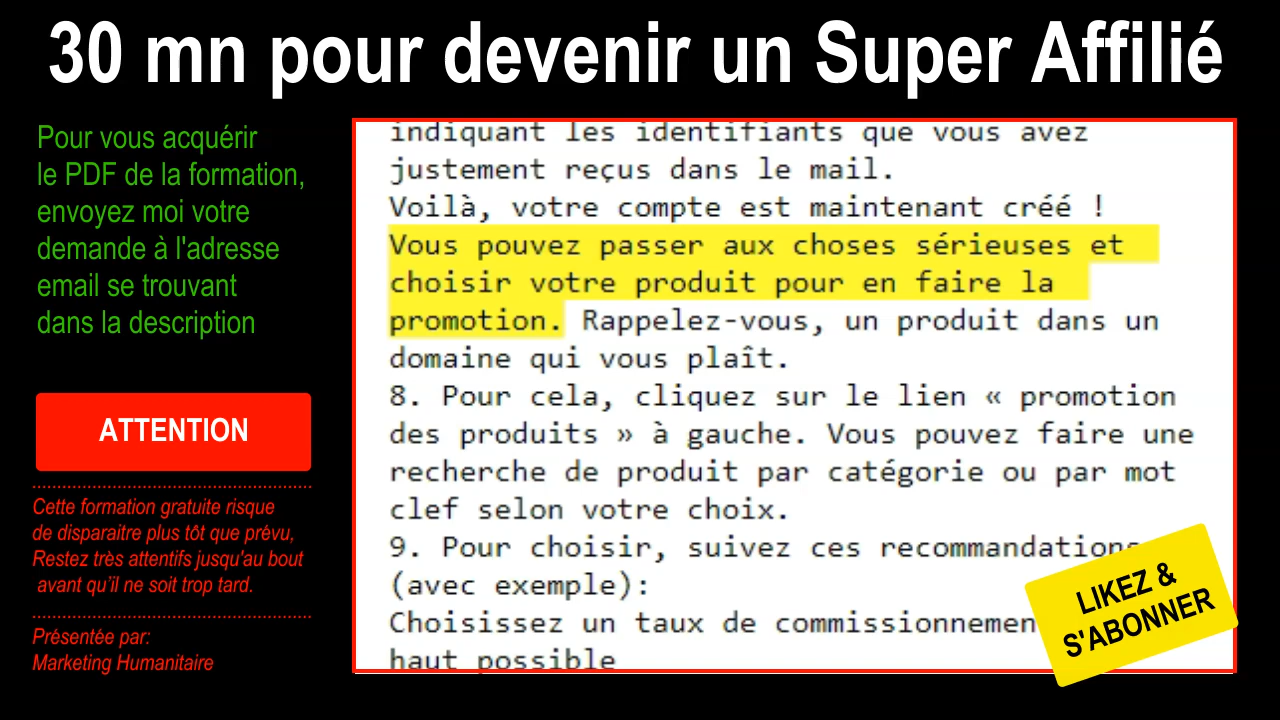 30 mn pour devenir un Super Affilié
Pour vous acquérir
le PDF de la formation,
envoyez moi votre
demande à l'adresse
email se trouvant
dans la description
ATTENTION
Cette formation gratuite risque
de disparaitre plus tôt que prévu,
Restez très attentifs jusqu'au bout
avant qu'il ne soit trop tard.
Présentée par:
Marketing Humanitaire
indiquant les identifiants que vous avez
justement reçus dans le mail.
Voilà, votre compte est maintenant créé !
Vous pouvez passer aux choses sérieuses et
choisir votre produit pour en faire la
promotion. Rappelez-vous, un produit dans un
domaine qui vous plaît.
8. Pour cela, cliquez sur le lien « promotion
des produits » à gauche. Vous pouvez faire une
recherche de produit par catégorie ou par mot
clef selon votre choix.
9. Pour choisir, suivez ces recommandations
(avec exemple):
Choisissez un taux de commissionnemen
haut possible
LIKEZ &
S'ABONNER